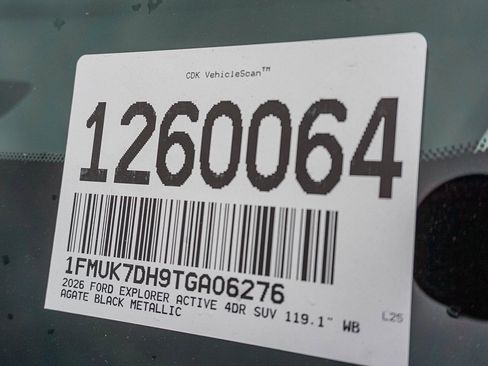 CDK VehicleScan™
1260064
1FMUK7DH9TGA06276
2026 FORD EXPLORER ACTIVE 4DR SUV 119.1" WB
AGATE BLACK METALLIC
L25